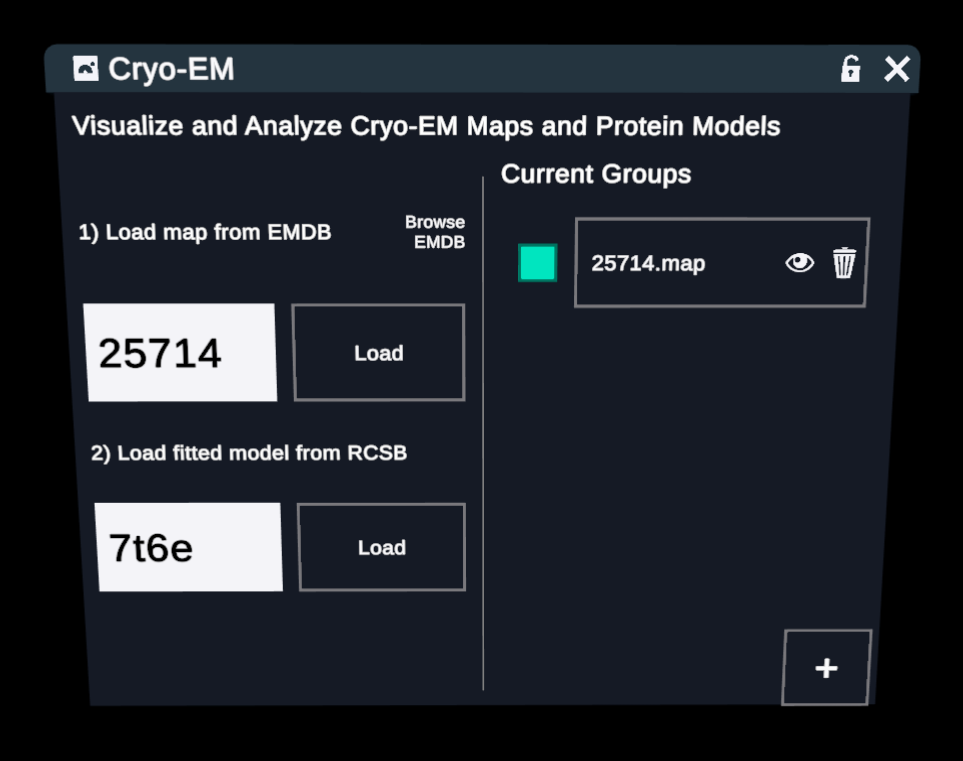 Cryo-EM
Visualize and Analyze Cryo-EM Maps and Protein Models
1) Load map from EMDB
Browse
EMDB
25714
Load
2) Load fitted model from RCSB
7t6e
Load
Current Groups
25714.map
+